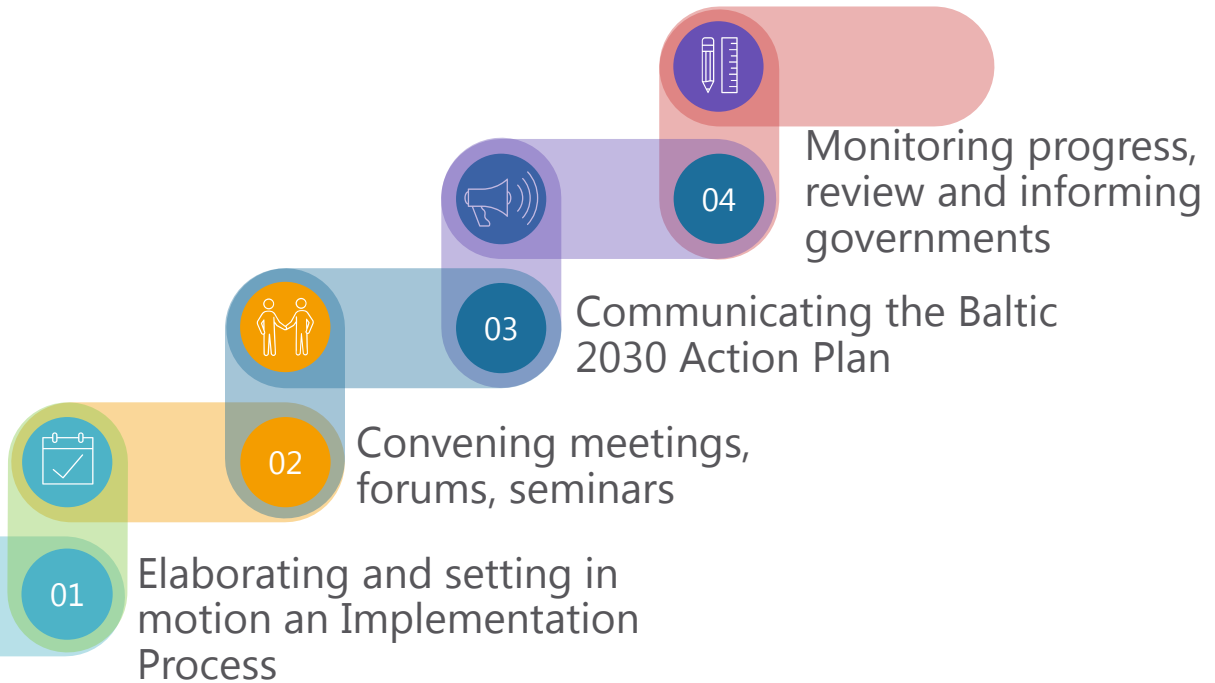 04
Monitoring progress,
review and informing
governments
03
Communicating the Baltic
2030 Action Plan
02
Convening meetings,
forums, seminars
01
Elaborating and setting in
motion an Implementation
Process